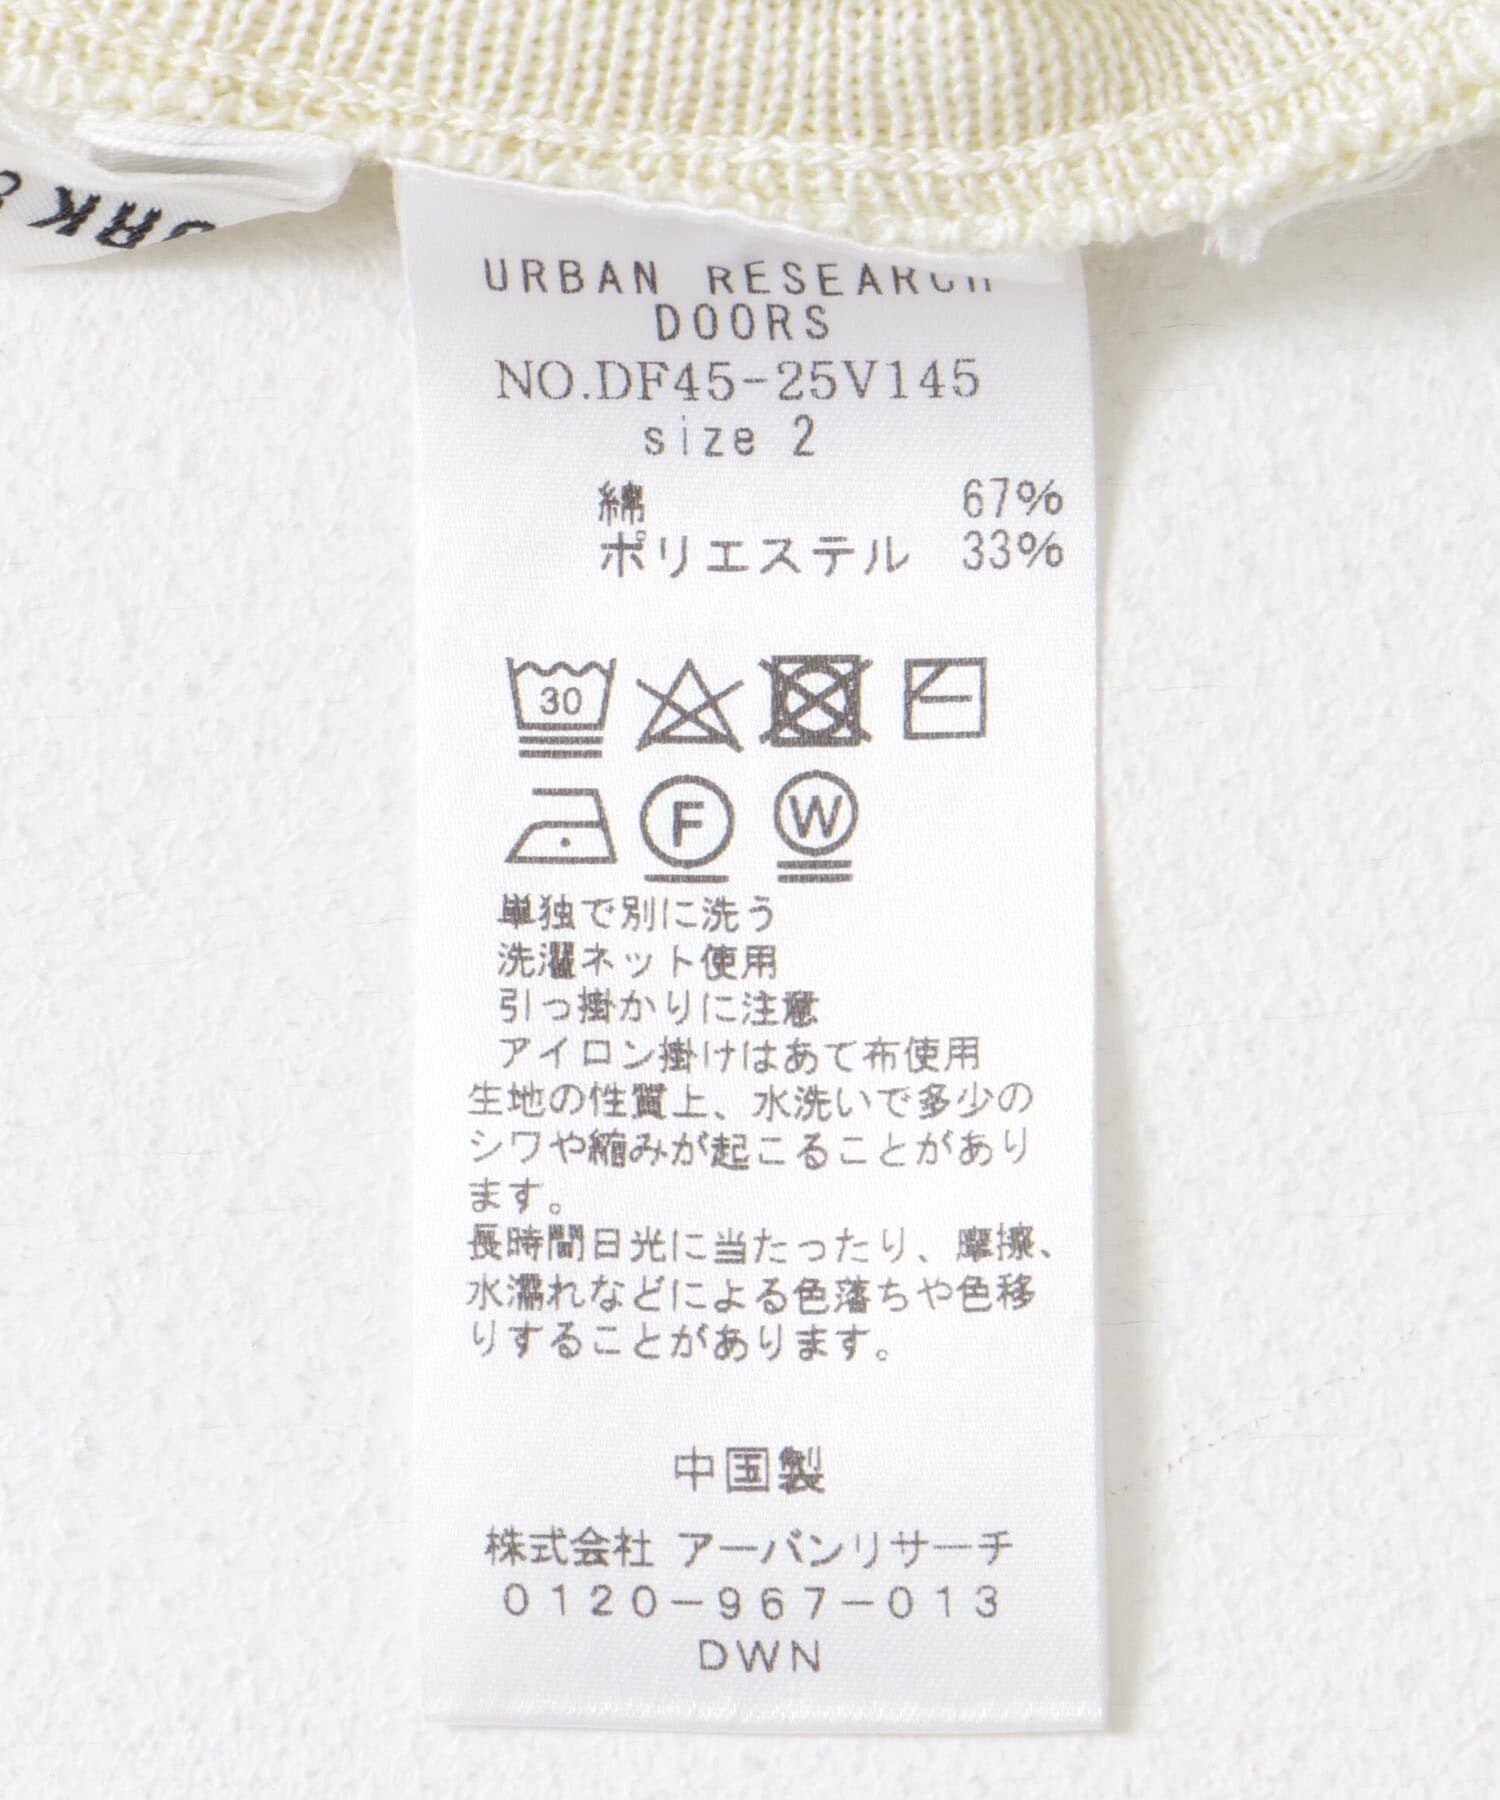 URBAN RESEARCH
DOORS
NO.DF45-25V145
size 2
綿 67%
ポリエステル 33%
30
F W
単独で別に洗う
洗濯ネット使用
引っ掛かりに注意
アイロン掛けはあて布使用
生地の性質上、水洗いで多少の
シワや縮みが起こることがあり
ます。
長時間日光に当たったり、摩擦、
水濡れなどによる色落ちや色移
りすることがあります。
中国製
株式会社 アーバンリサーチ
0120-967-013
DWN